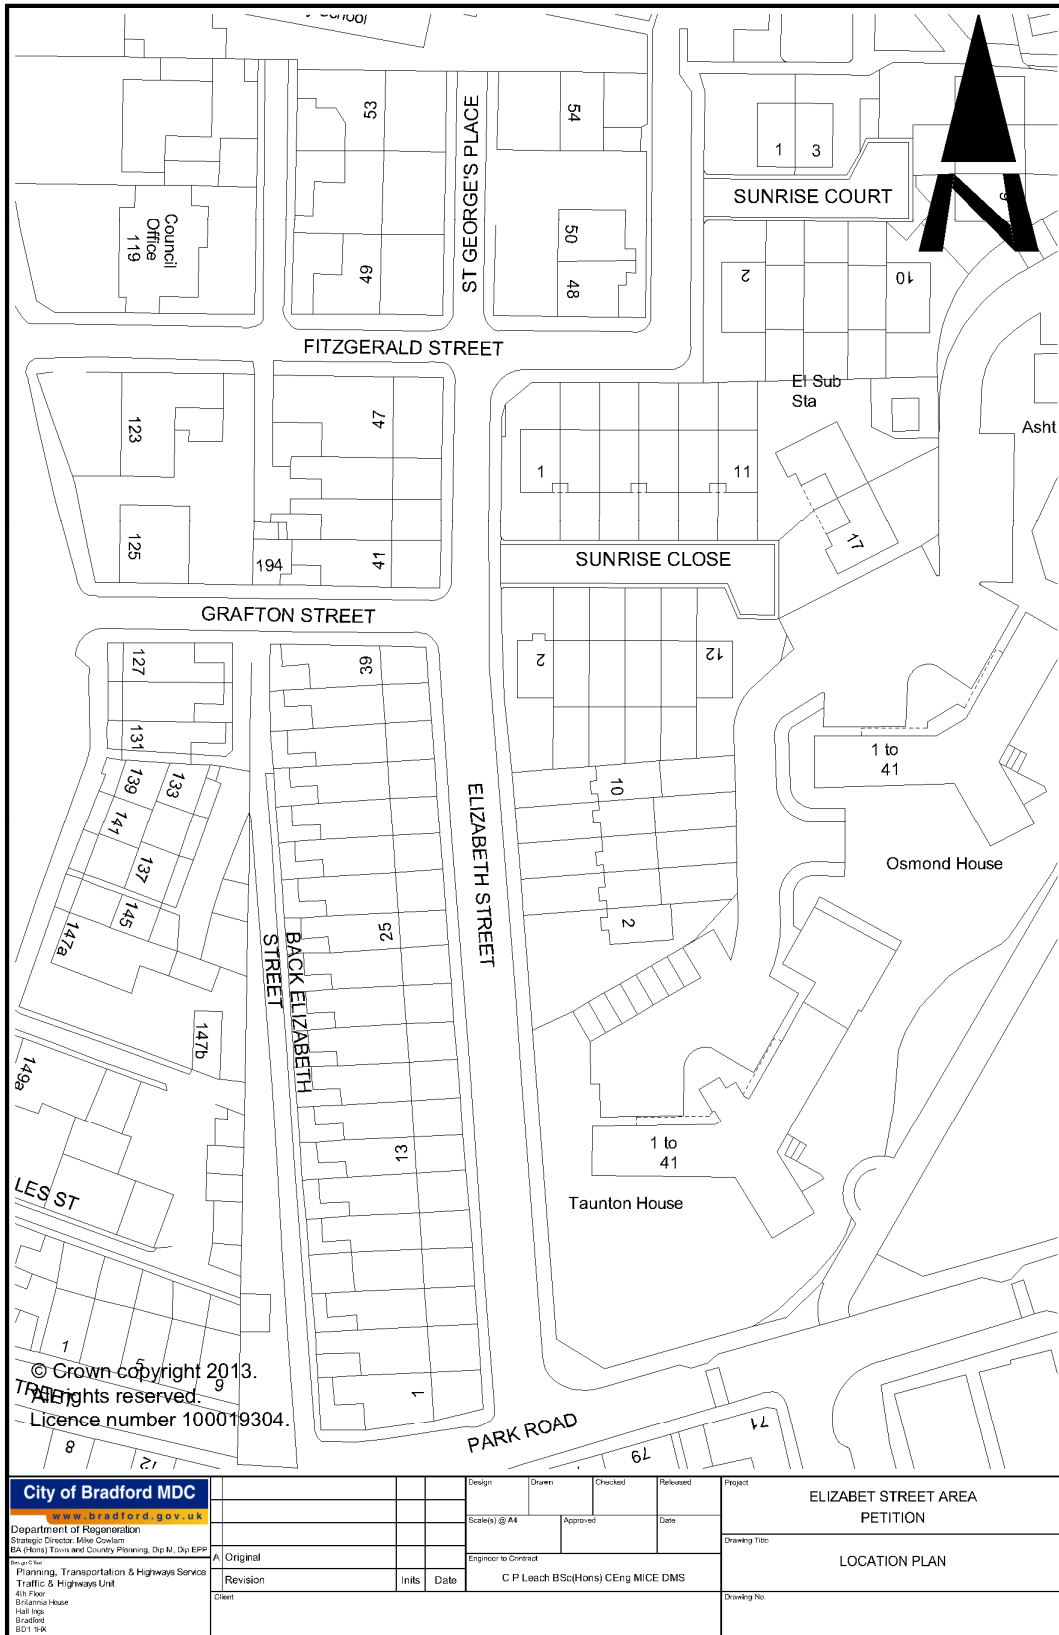 School
53
54
1 3
ST GEORGE'S PLACE
SUNRISE COURT
Council
Office
119
50
49
48
2
10
9
N
FITZGERALD STREET
El Sub
Sta
123
47
Asht
1
11
125
194
41
17
SUNRISE CLOSE
GRAFTON STREET
127
39
2
12
131
139
133
141
137
145
147a
10
1 to
41
ELIZABETH STREET
Osmond House
25
2
BACK ELIZABETH
STREET
147b
149a
13
1 to
41
LES ST
Taunton House
1
5
9
© Crown copyright 2013.
All rights reserved.
Licence number 100019304.
TREET
1
8
12
PARK ROAD
79
71
City of Bradford MDC
www.bradford.gov.uk
Department of Regeneration
Strategic Director: Mike Cowlam
BA (Hons) Town and Country Planning, Dip M, Dip EPP
Design Office
Planning, Transportation & Highways Service
Traffic & Highways Unit
4th Floor
Britannia House
Hall Ings
Bradford
BD1 1HX
A Original
Revision Inits Date
Client
Design Drawn Checked Released
Scale(s) @ A4 Approved Date
Engineer to Contract
C P Leach BSc(Hons) CEng MICE DMS
Project
ELIZABET STREET AREA
PETITION
Drawing Title
LOCATION PLAN
Drawing No.